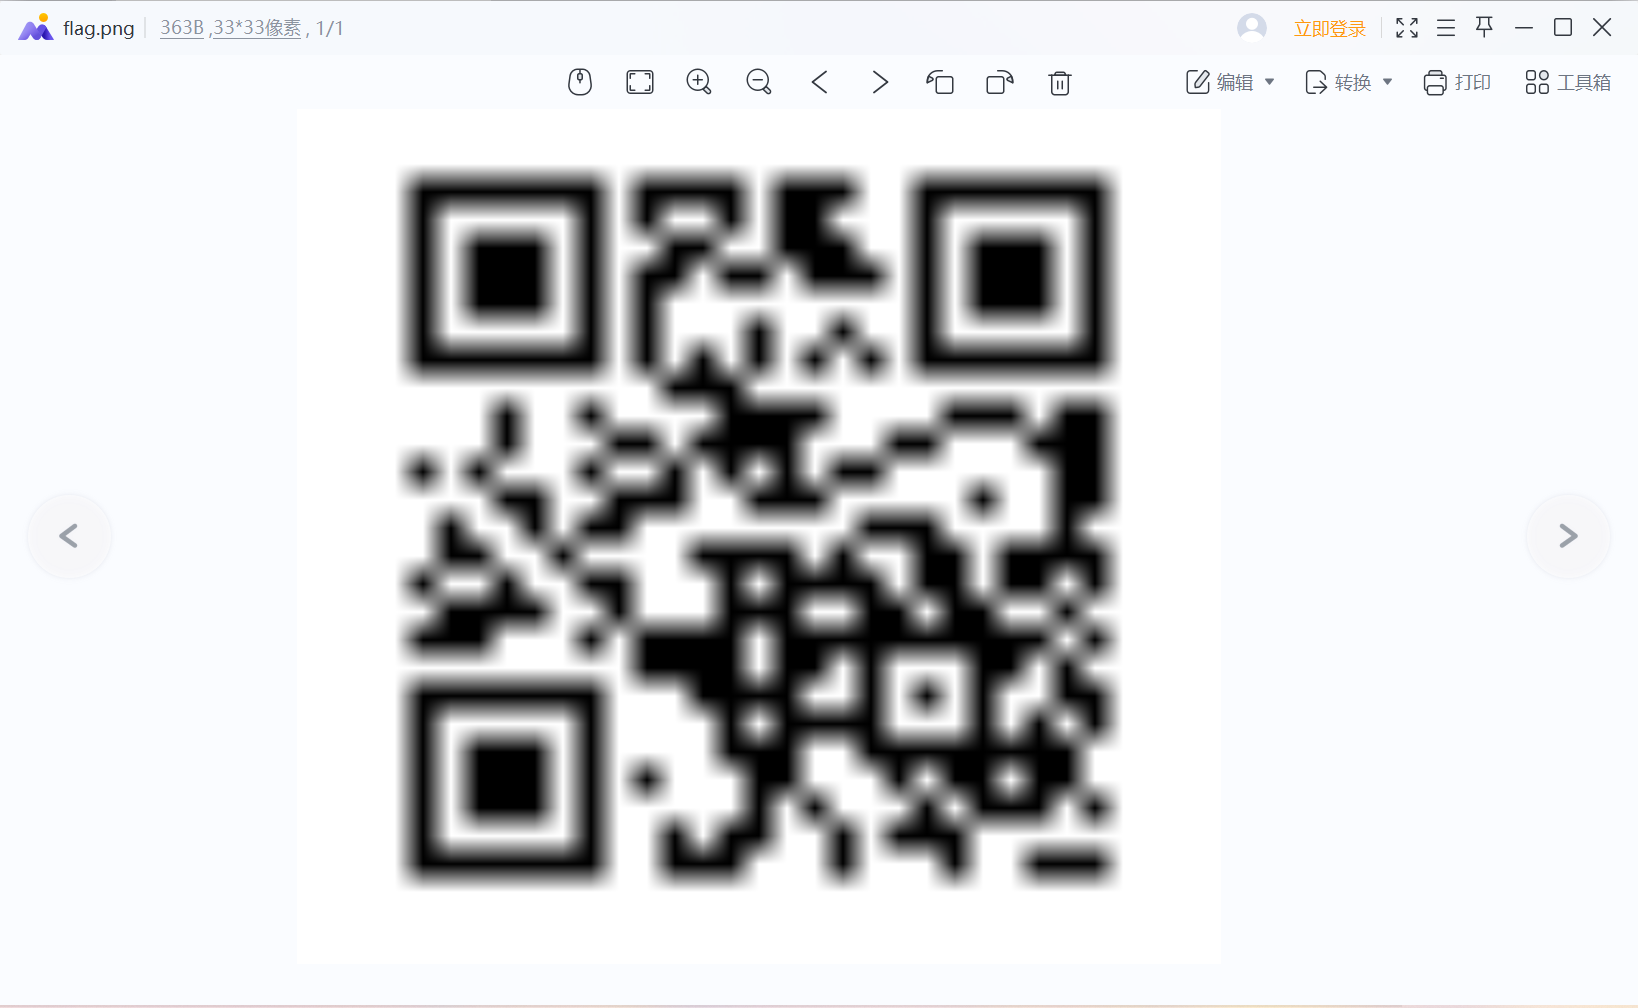 flag.png 363B ,33*33像素 , 1/1 立即登录
编辑 转换 打印 工具箱